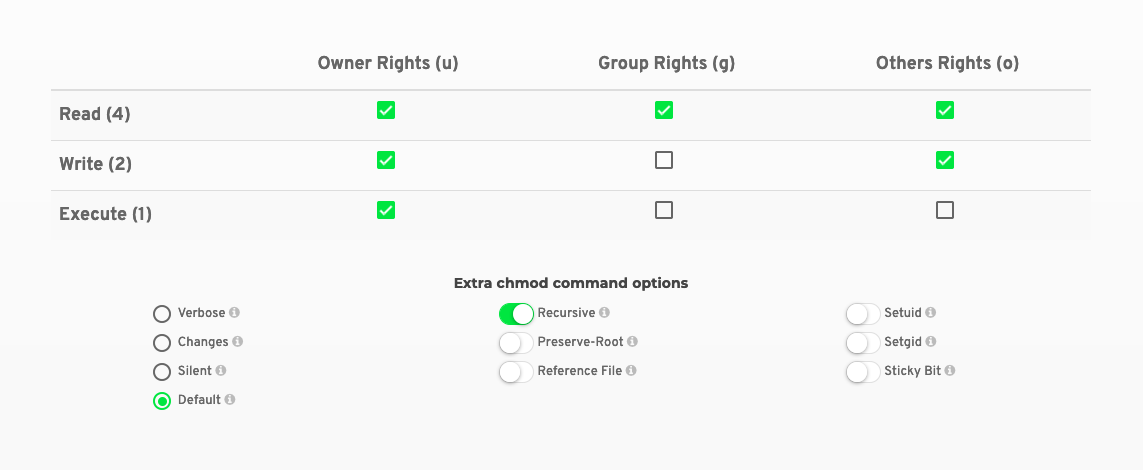 Owner Rights (u) Group Rights (g) Others Rights (o)
Read (4)
Write (2)
Execute (1)
Extra chmod command options
Verbose Recursive Setuid
Changes Preserve-Root Setgid
Silent Reference File Sticky Bit
Default